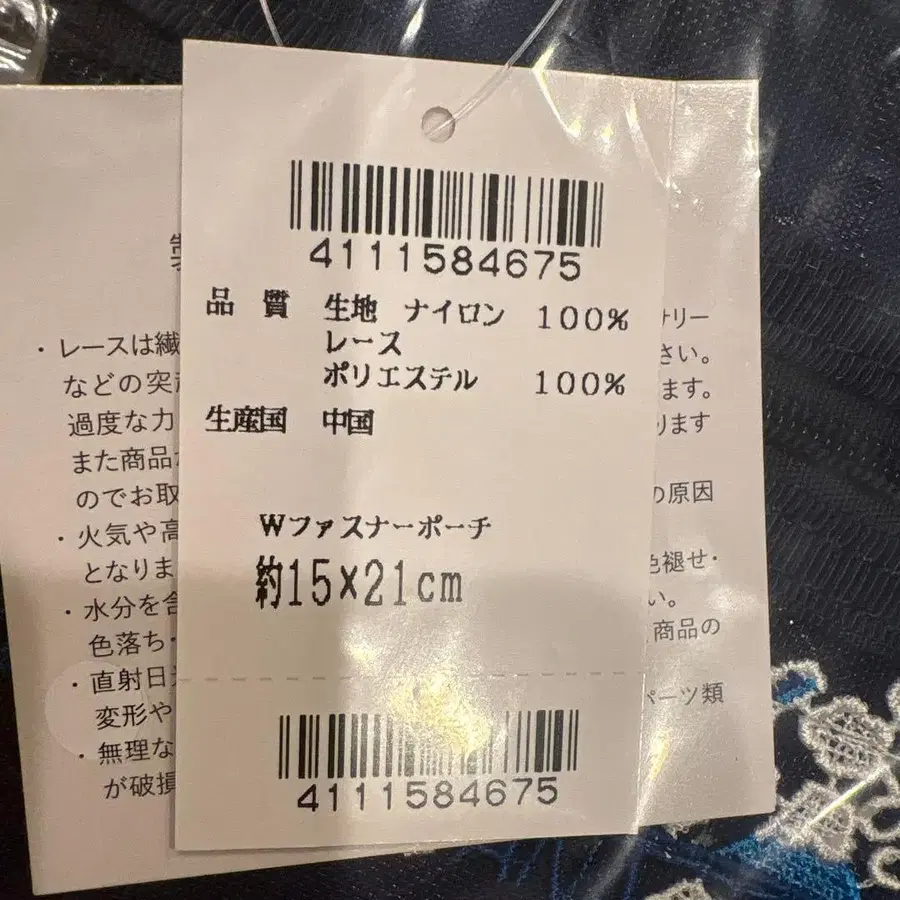 4111584675
品 質 生地 ナイロン 100%
レース
ポリエステル 100%
生産国 中国
Wファスナーポーチ
約15×21cm
4111584675
・レースは繊
などの突
過度な力
また商品
のでお取
・火気や高
となりま
・水分を含
色落ち・
・直射日
変形や
・無理な
が破損
サリー
さい。
ます。
ります
の原因
色褪せ・
い。
商品の
パーツ類